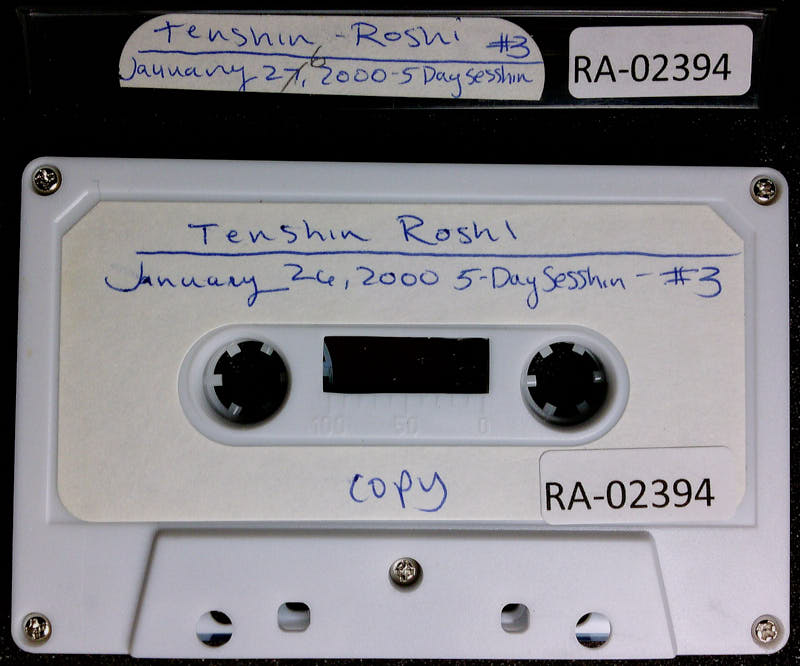 Tenshin - Roshi #3
January 27, 2000 - 5 Day sesshin
6
RA-02394
Tenshin Roshi
January 26, 2000 5-Day Sesshin - #3
100 50 0
copy
RA-02394